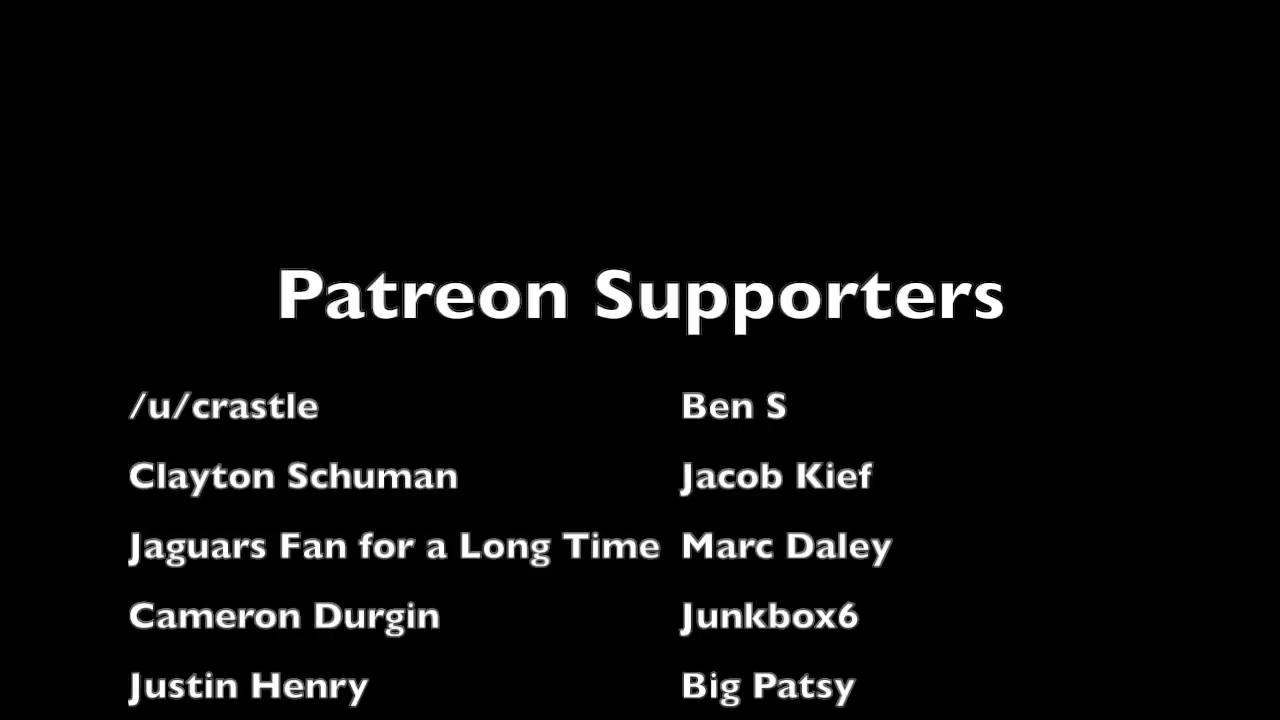 Patreon Supporters
/u/crastle
Ben S
Clayton Schuman
Jacob Kief
Jaguars Fan for a Long Time
Marc Daley
Cameron Durgin
Junkbox6
Justin Henry
Big Patsy